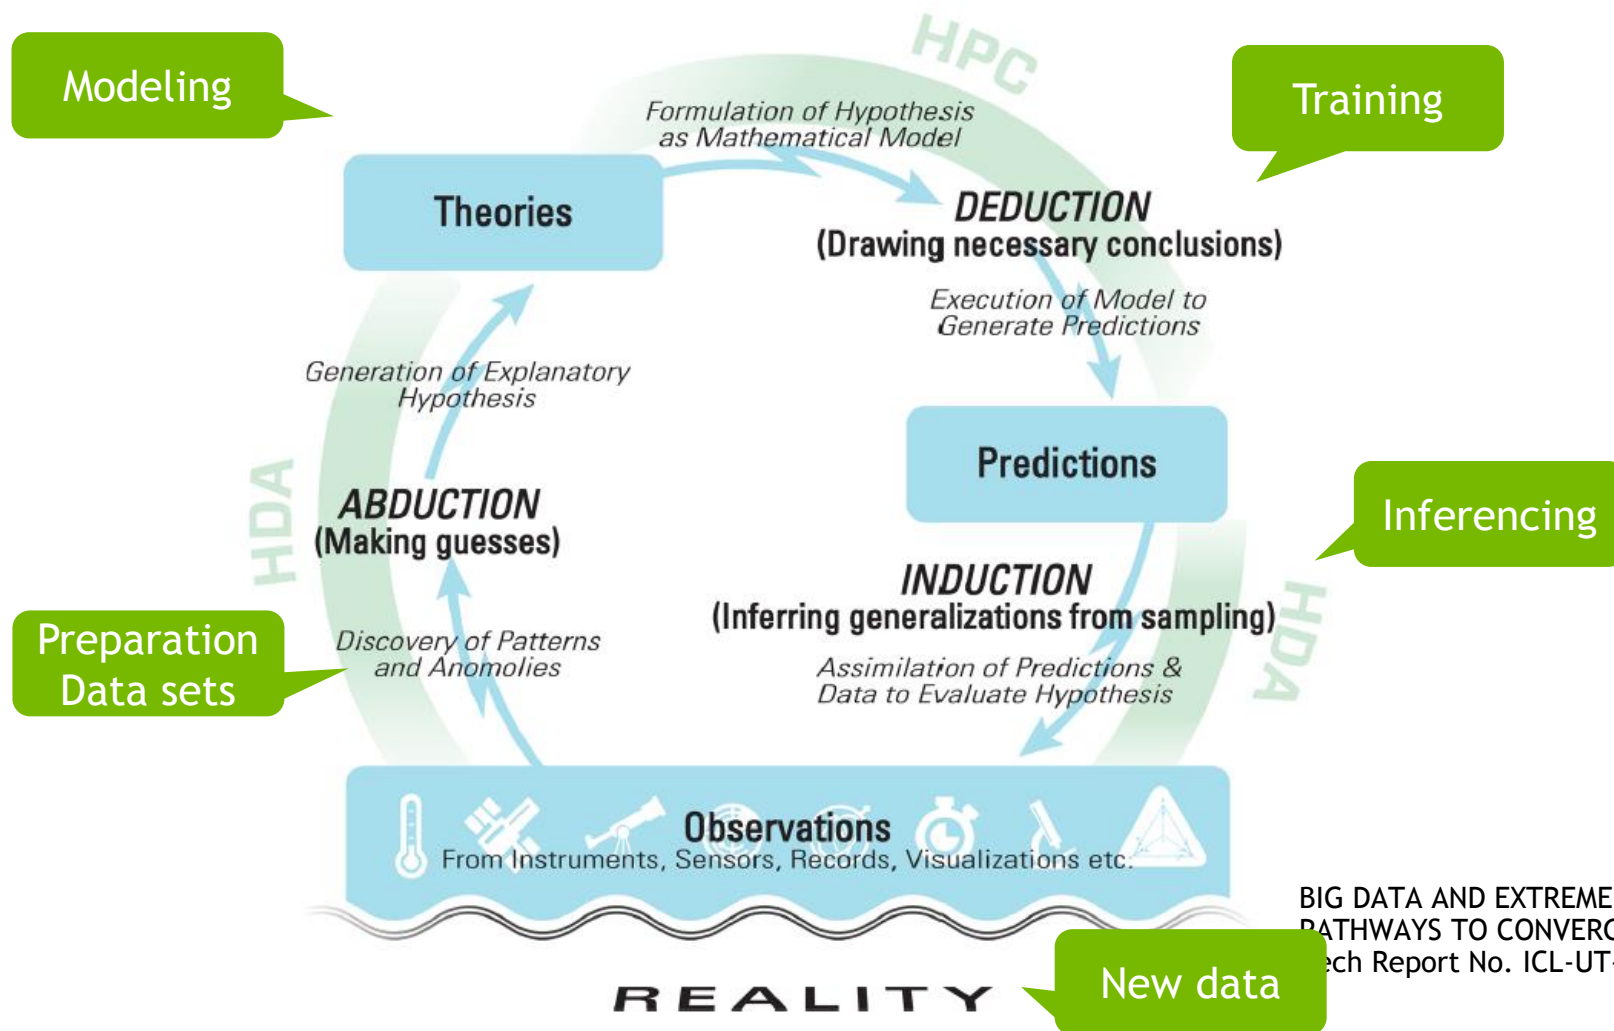 Modeling
HPC
Training
Formulation of Hypothesis
as Mathematical Model
Theories
DEDUCTION
(Drawing necessary conclusions)
Execution of Model to
Generate Predictions
Generation of Explanatory
Hypothesis
Predictions
HDA
ABDUCTION
(Making guesses)
Inferencing
INDUCTION
(Inferring generalizations from sampling)
HDA
Preparation
Data sets
Discovery of Patterns
and Anomolies
Assimilation of Predictions &
Data to Evaluate Hypothesis
Observations
From Instruments, Sensors, Records, Visualizations etc.
BIG DATA AND EXTREME
TO
Report No. ICL-UT-
New data
REALITY